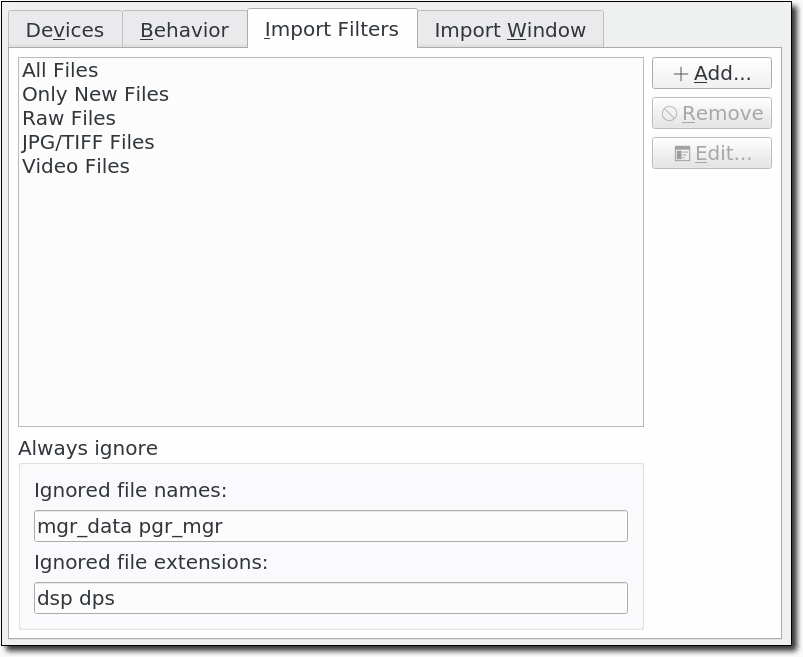 Devices Behavior Import Filters Import Window
All Files
Only New Files
Raw Files
JPG/TIFF Files
Video Files
Add...
Remove
Edit...
Always ignore
Ignored file names:
mgr_data pgr_mgr
Ignored file extensions:
dsp dps